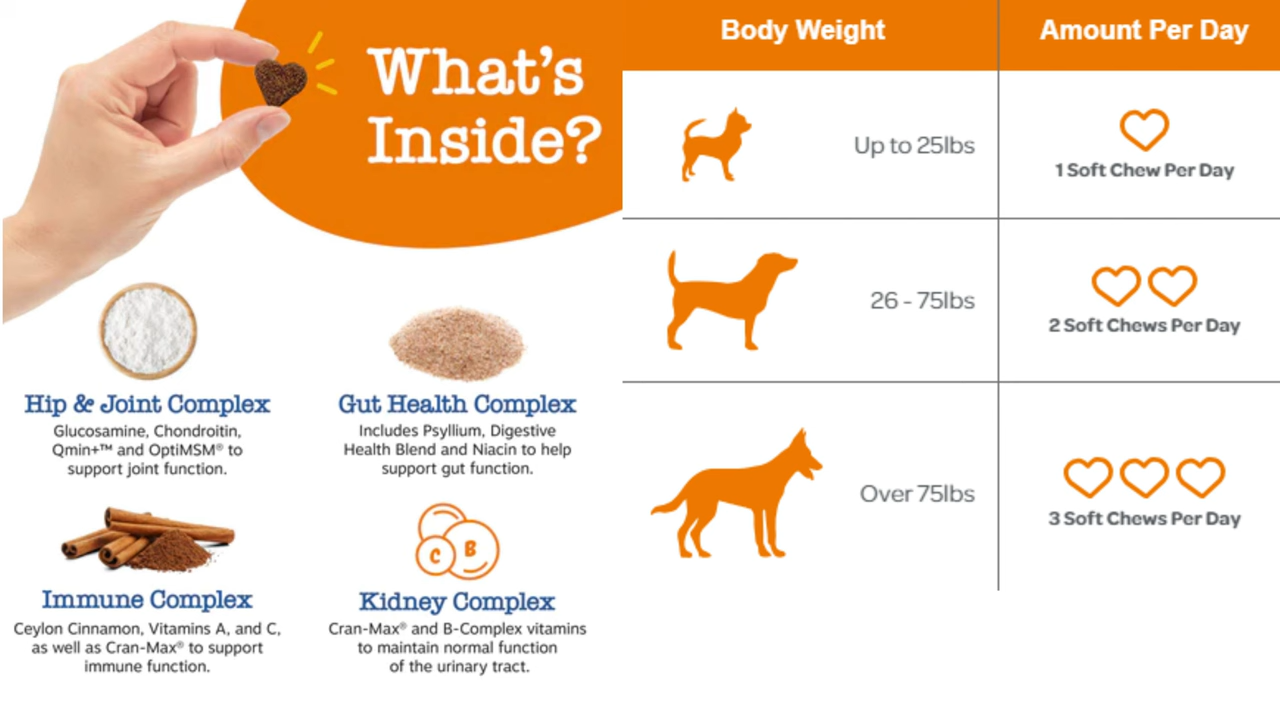 What's
Inside?
Hip & Joint Complex
Glucosamine, Chondroitin,
Qmin+™ and OptiMSM® to
support joint function.
Gut Health Complex
Includes Psyllium, Digestive
Health Blend and Niacin to help
support gut function.
Immune Complex
Ceylon Cinnamon, Vitamins A, and C,
as well as Cran-Max® to support
immune function.
C B
Kidney Complex
Cran-Max® and B-Complex vitamins
to maintain normal function
of the urinary tract.
Body Weight Amount Per Day
Up to 25lbs
1 Soft Chew Per Day
26 - 75lbs
2 Soft Chews Per Day
Over 75lbs
3 Soft Chews Per Day